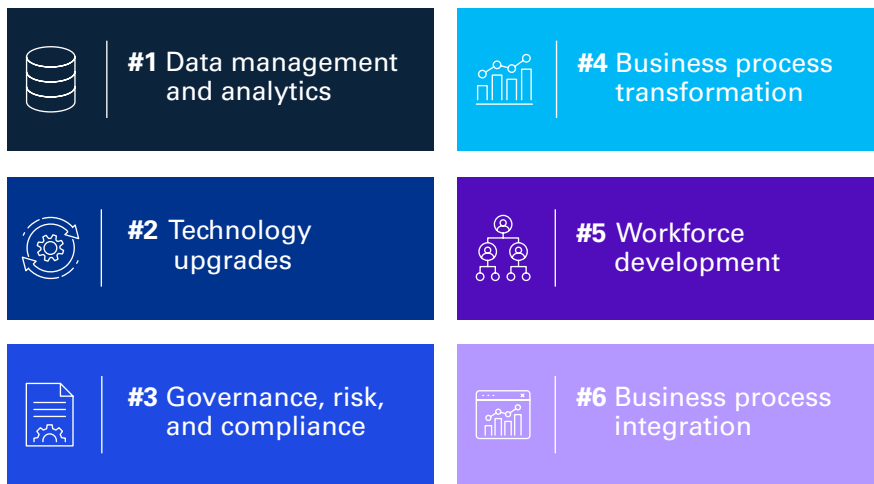 #1 Data management
and analytics
#2 Technology
upgrades
#3 Governance, risk,
and compliance
#4 Business process
transformation
#5 Workforce
development
#6 Business process
integration